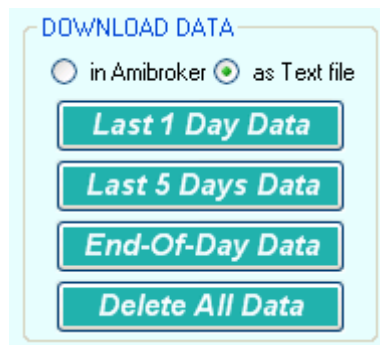 DOWNLOAD DATA
in Amibroker as Text file
Last 1 Day Data
Last 5 Days Data
End-Of-Day Data
Delete All Data